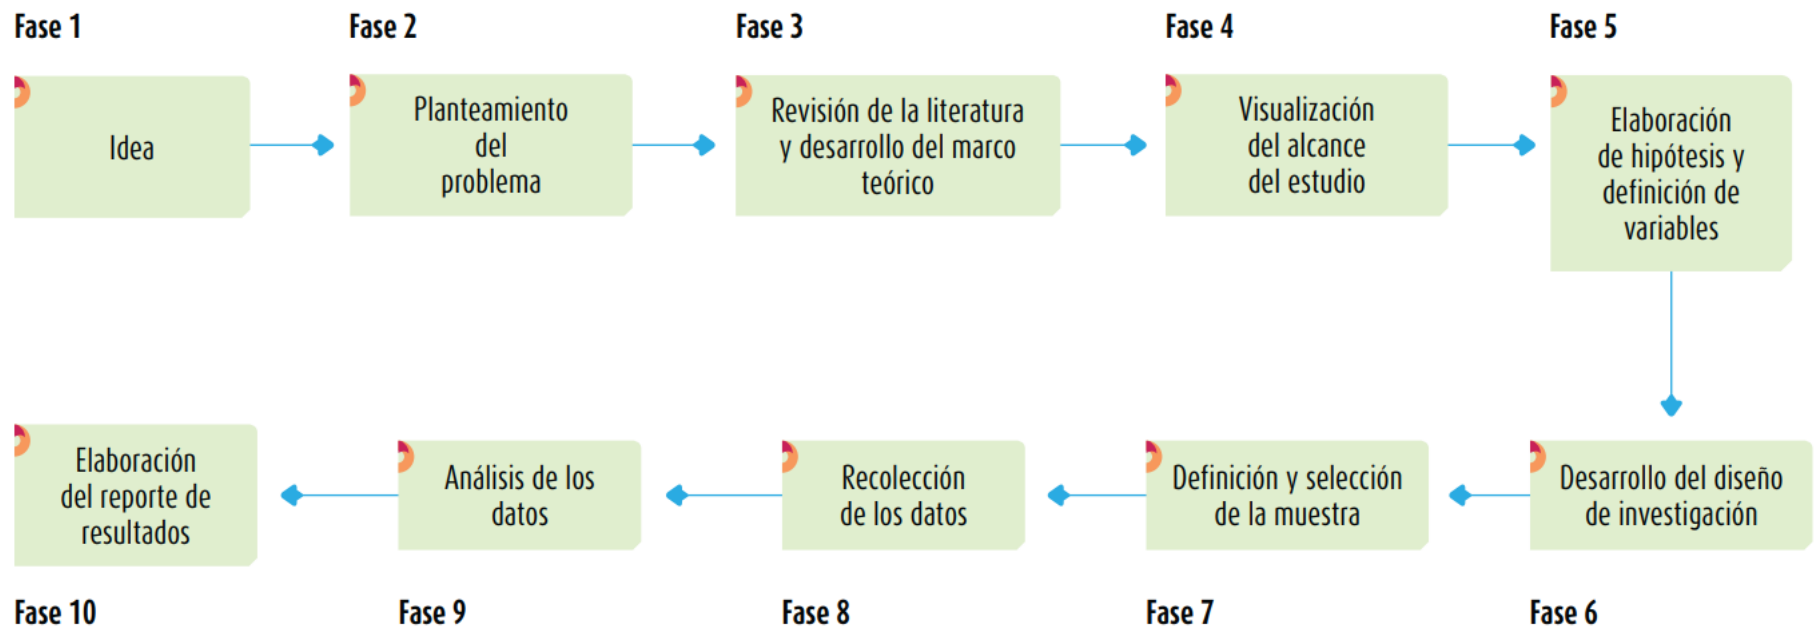 Fase 1
Idea
Fase 2
Planteamiento
del
problema
Fase 3
Revisión de la literatura
y desarrollo del marco
teórico
Fase 4
Visualización
del alcance
del estudio
Fase 5
Elaboración
de hipótesis y
definición de
variables
Desarrollo del diseño
de investigación
Fase 6
Definición y selección
de la muestra
Fase 7
Recolección
de los datos
Fase 8
Análisis de los
datos
Fase 9
Elaboración
del reporte de
resultados
Fase 10